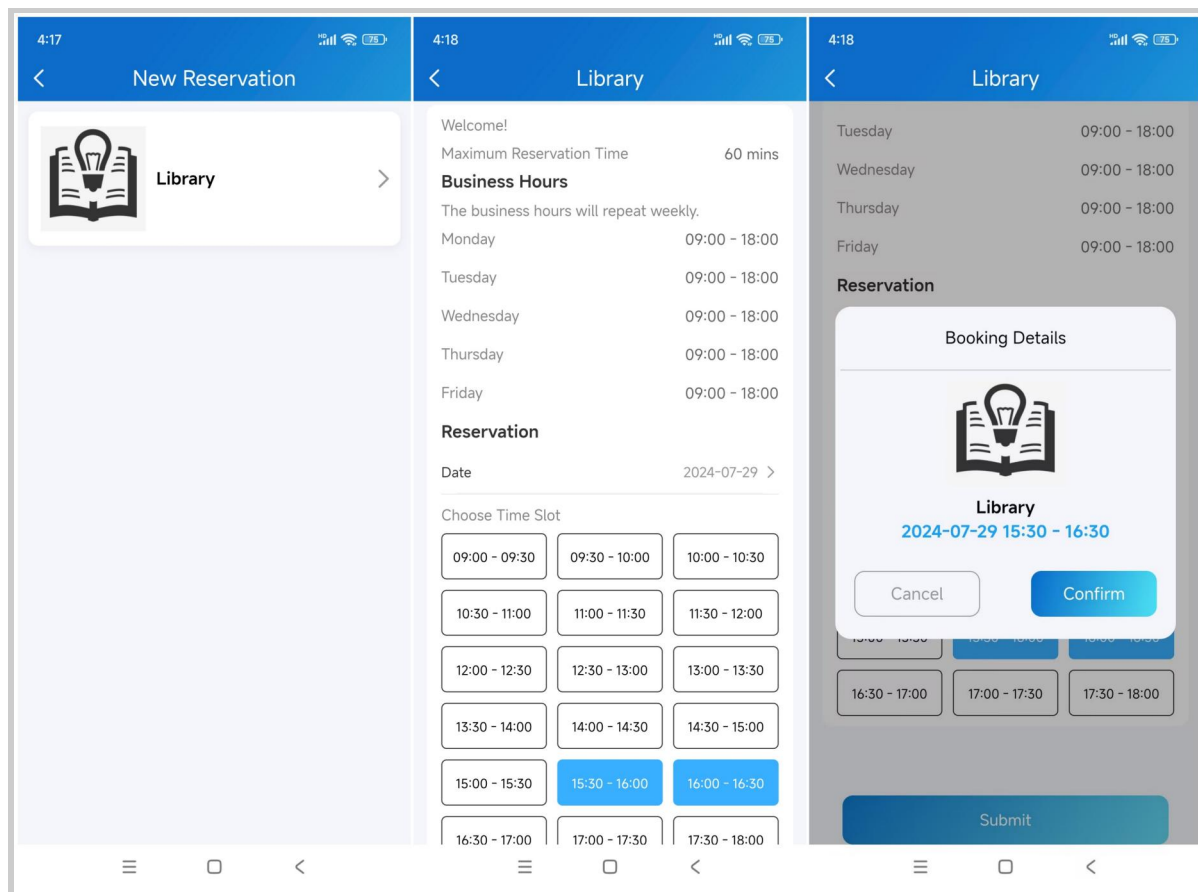 4:17
HD
75
New Reservation
Library
4:18
HD
75
Library
Welcome!
Maximum Reservation Time 60 mins
Business Hours
The business hours will repeat weekly.
Monday 09:00 - 18:00
Tuesday 09:00 - 18:00
Wednesday 09:00 - 18:00
Thursday 09:00 - 18:00
Friday 09:00 - 18:00
Reservation
Date 2024-07-29
Choose Time Slot
09:00 - 09:30 09:30 - 10:00 10:00 - 10:30
10:30 - 11:00 11:00 - 11:30 11:30 - 12:00
12:00 - 12:30 12:30 - 13:00 13:00 - 13:30
13:30 - 14:00 14:00 - 14:30 14:30 - 15:00
15:00 - 15:30 15:30 - 16:00 16:00 - 16:30
16:30 - 17:00 17:00 - 17:30 17:30 - 18:00
4:18
HD
75
Library
Tuesday 09:00 - 18:00
Wednesday 09:00 - 18:00
Thursday 09:00 - 18:00
Friday 09:00 - 18:00
Reservation
Booking Details
Library
2024-07-29 15:30 - 16:30
Cancel Confirm
16:30 - 17:00 17:00 - 17:30 17:30 - 18:00
Submit